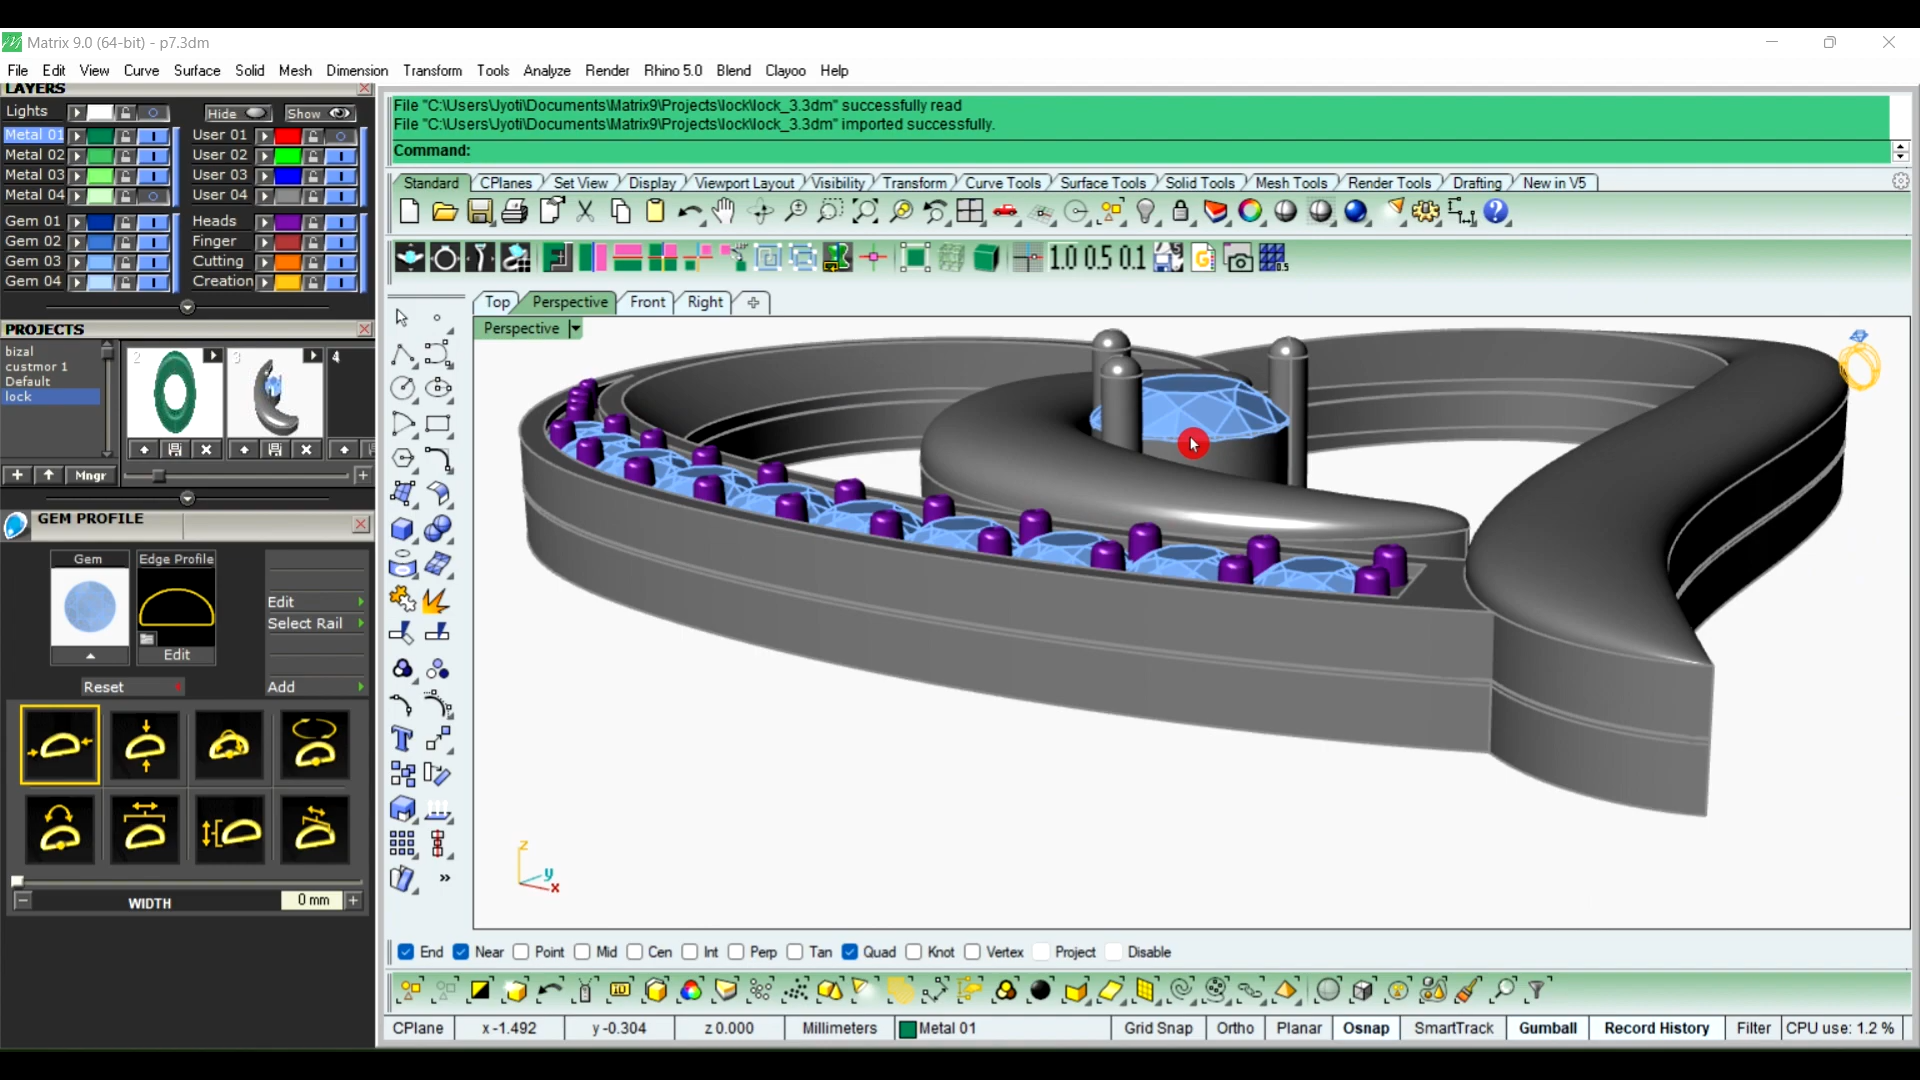 Matrix 9.0 (64-bit) - p7.3dm
File Edit View Curve Surface Solid Mesh Dimension Transform Tools Analyze Render Rhino 5.0 Blend Clayoo Help
LAYERS
Lights Hide Show
Metal 01 User 01
Metal 02 User 02
Metal 03 User 03
Metal 04 User 04
Gem 01 Heads
Gem 02 Finger
Gem 03 Cutting
Gem 04 Creation
PROJECTS
bizal
custmor 1
Default
lock
2 3 4
Mngr
GEM PROFILE
Gem Edge Profile
Edit
Select Rail
Edit
Reset Add
WIDTH 0 mm
File "C:\Users\Jyoti\Documents\Matrix9\Projects\lock\lock_3.3dm" successfully read
File "C:\Users\Jyoti\Documents\Matrix9\Projects\lock\lock_3.3dm" imported successfully.
Command:
Standard CPlanes Set View Display Viewport Layout Visibility Transform Curve Tools Surface Tools Solid Tools Mesh Tools Render Tools Drafting New in V5
1.0 0.5 0.1
Top Perspective Front Right
Perspective
z
y
x
End Near Point Mid Cen Int Perp Tan Quad Knot Vertex Project Disable
CPlane x -1.492 y -0.304 z 0.000 Millimeters Metal 01 Grid Snap Ortho Planar Osnap SmartTrack Gumball Record History Filter CPU use: 1.2 %